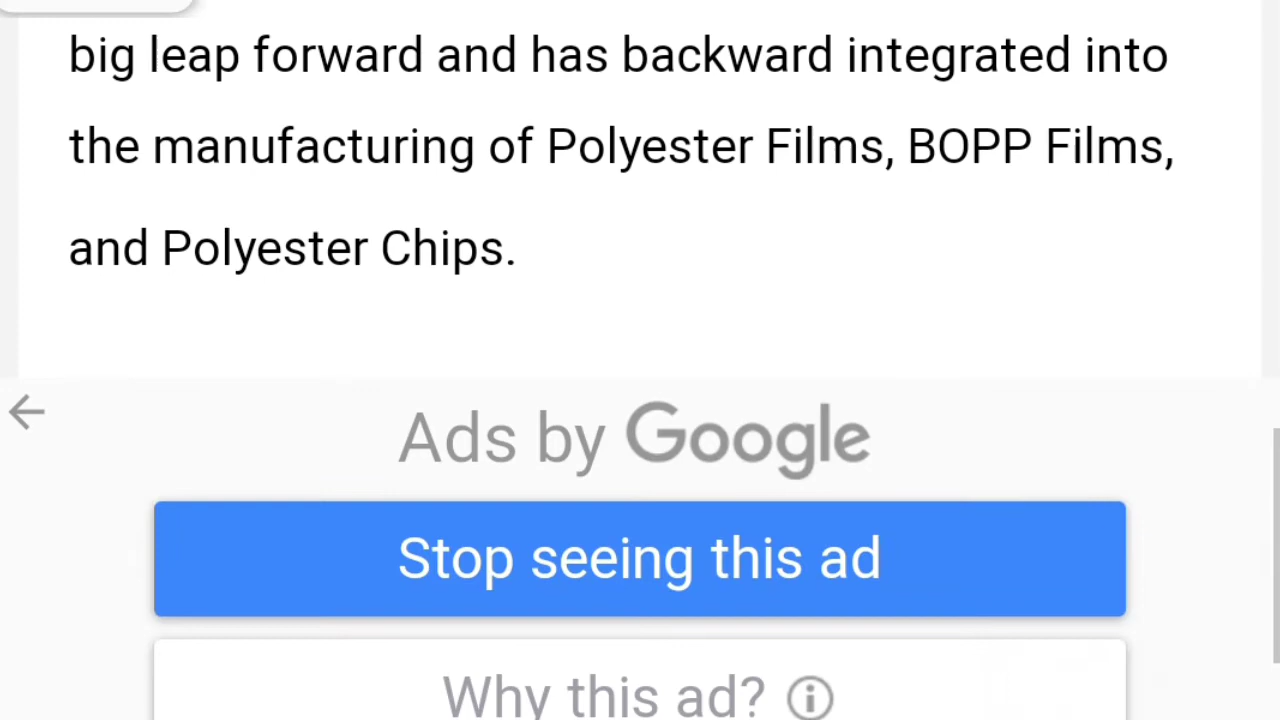 big leap forward and has backward integrated into
the manufacturing of Polyester Films, BOPP Films,
and Polyester Chips.
Ads by Google
Stop seeing this ad
Why this ad?